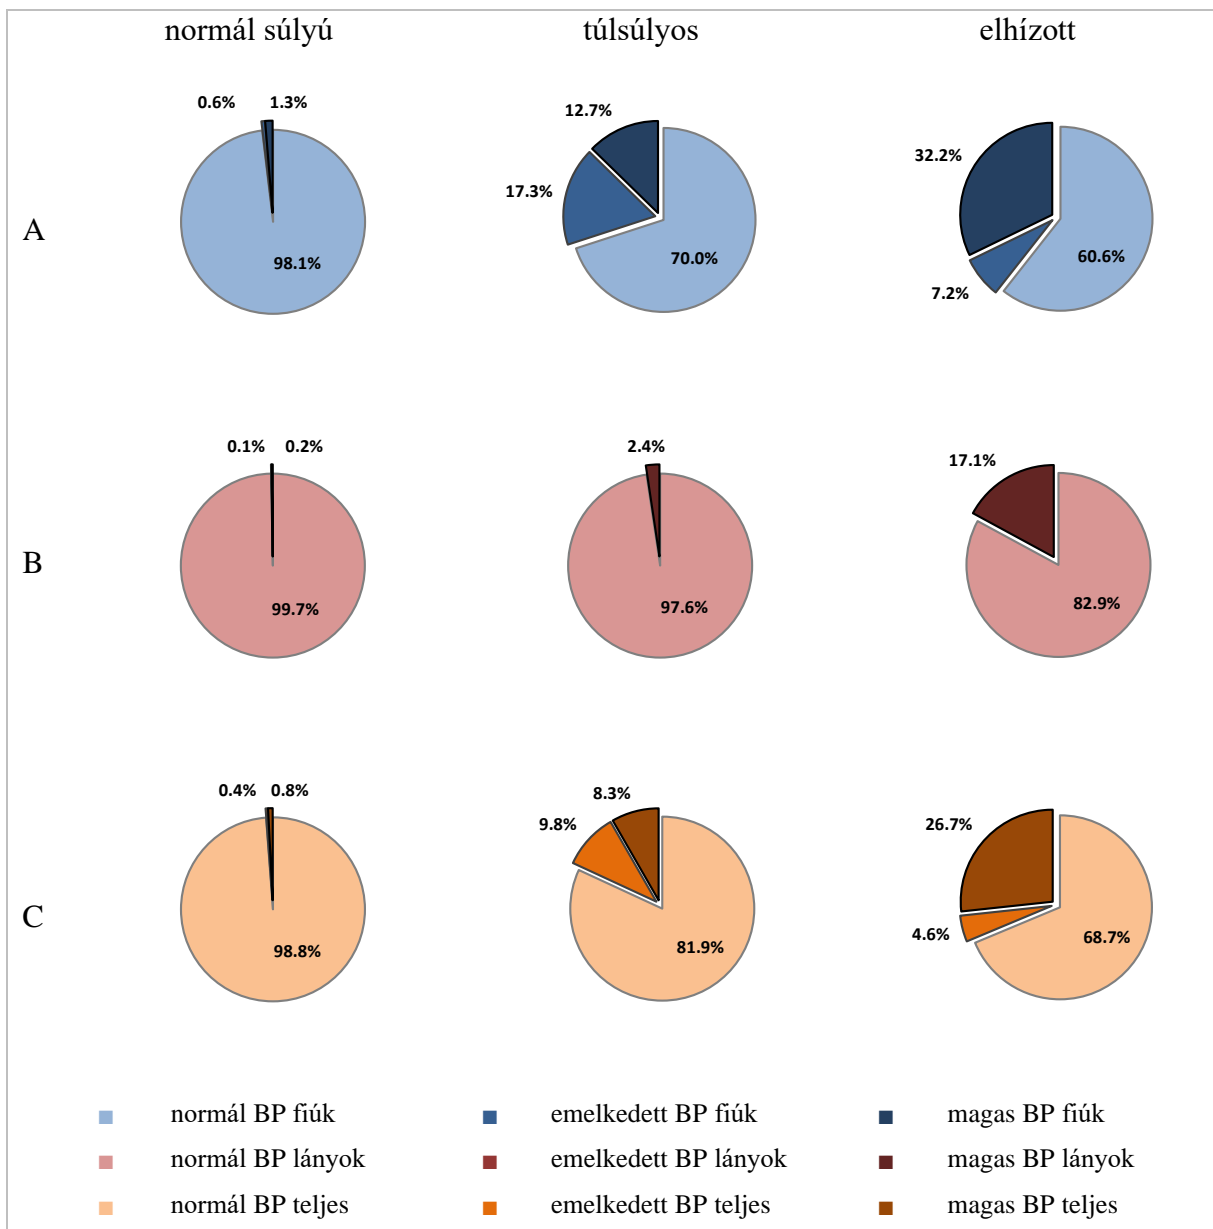 normál súlyú túlsúlyos elhízott
0.6% 1.3% 12.7% 32.2%
17.3%
A 98.1% 70.0% 60.6%
7.2%
0.1% 0.2% 2.4% 17.1%
B 99.7% 97.6% 82.9%
0.4% 0.8% 8.3% 26.7%
9.8%
C 98.8% 81.9% 4.6% 68.7%
normál BP fiúk emelkedett BP fiúk magas BP fiúk
normál BP lányok emelkedett BP lányok magas BP lányok
normál BP teljes emelkedett BP teljes magas BP teljes